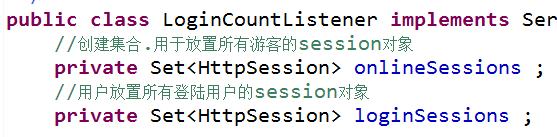 public class LoginCountListener implements Ser
//创建集合.用于放置所有游客的session对象
private Set<HttpSession> onlineSessions ;
//用户放置所有登陆用户的session对象
private Set<HttpSession> loginSessions ;